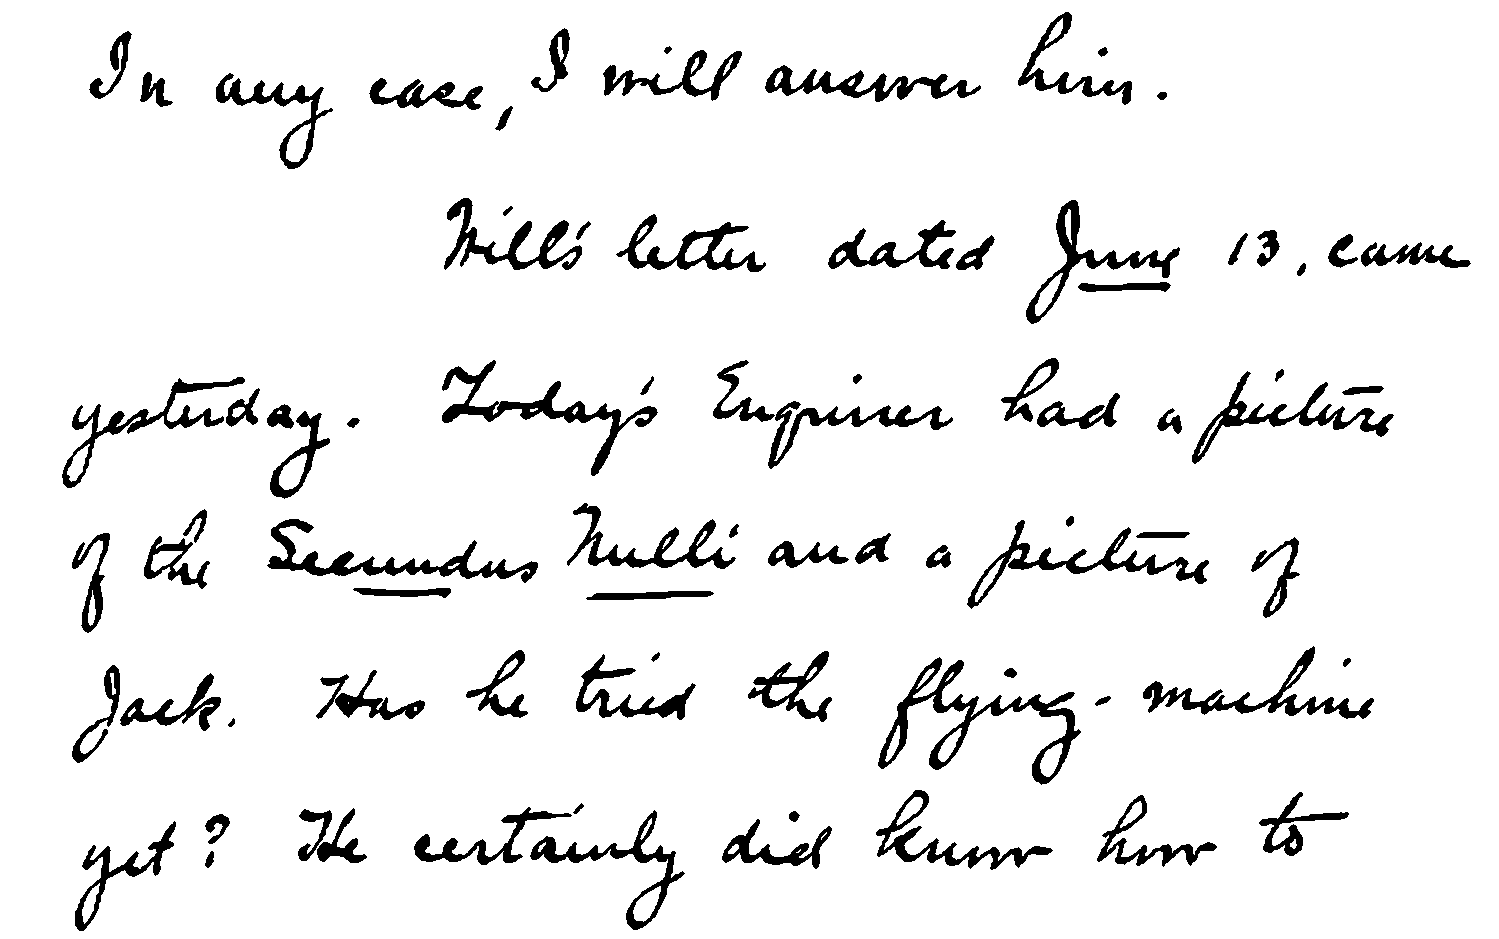 In any case, I will answer him.
Will's letter dated June 13, came
yesterday. Today's Enquirer had a picture
of the Secundus Nulli and a picture of
Jack. Has he tried the flying-machine
yet? He certainly did know how to